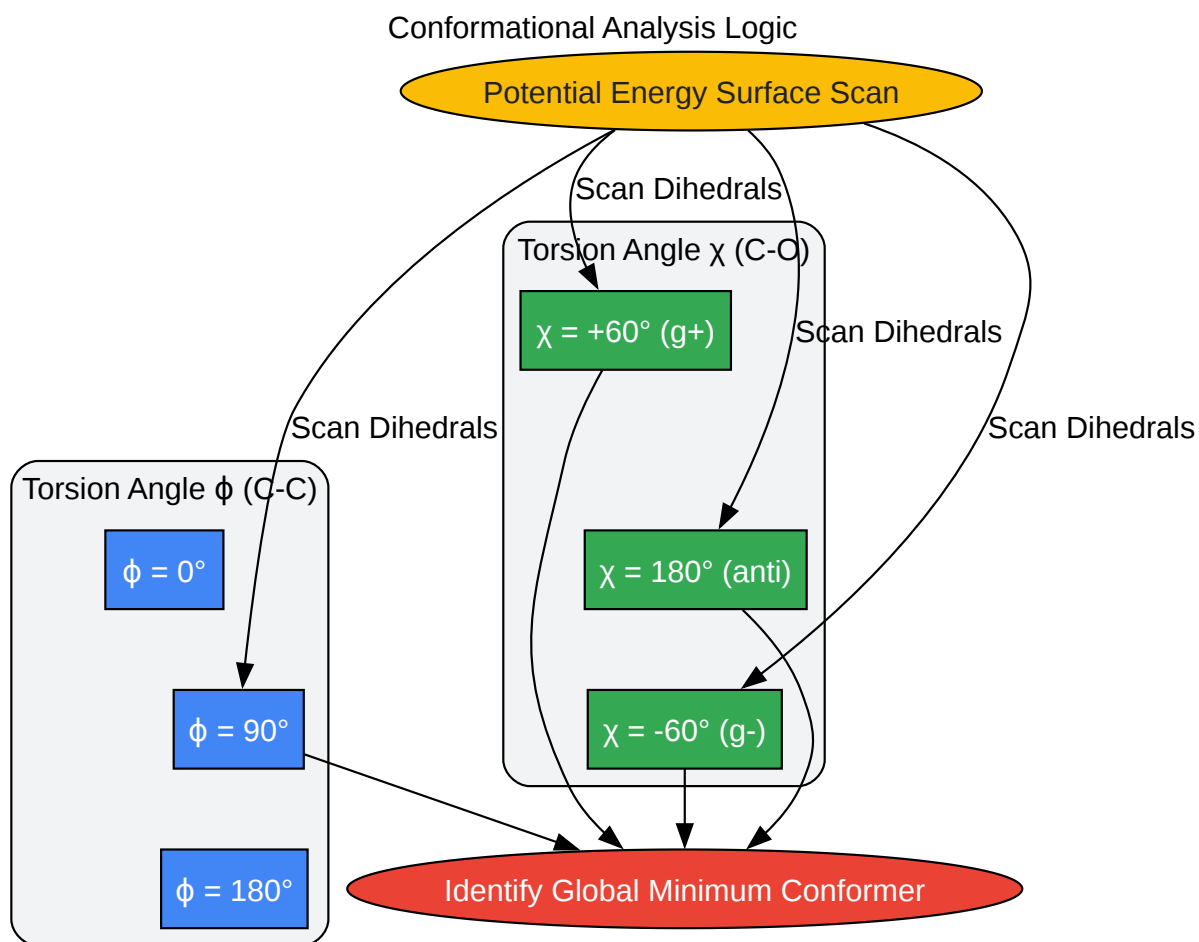 Conformational Analysis Logic
Potential Energy Surface Scan
Scan Dihedrals
Torsion Angle χ (C-O)
χ = +60° (g+)
Scan Dihedrals
Scan Dihedrals
Scan Dihedrals
Torsion Angle ϕ (C-C)
ϕ = 0°
χ = 180° (anti)
ϕ = 90°
χ = -60° (g-)
ϕ = 180°
Identify Global Minimum Conformer